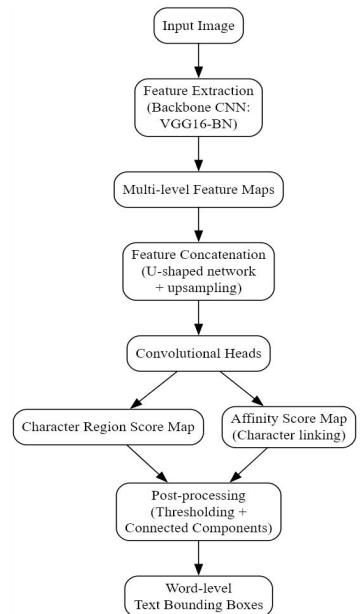 Input Image
Feature Extraction
(Backbone CNN:
VGG16-BN)
Multi-level Feature Maps
Feature Concatenation
(U-shaped network
+ upsampling)
Convolutional Heads
Character Region Score Map
Affinity Score Map
(Character linking)
Post-processing
(Thresholding +
Connected Components)
Word-level
Text Bounding Boxes